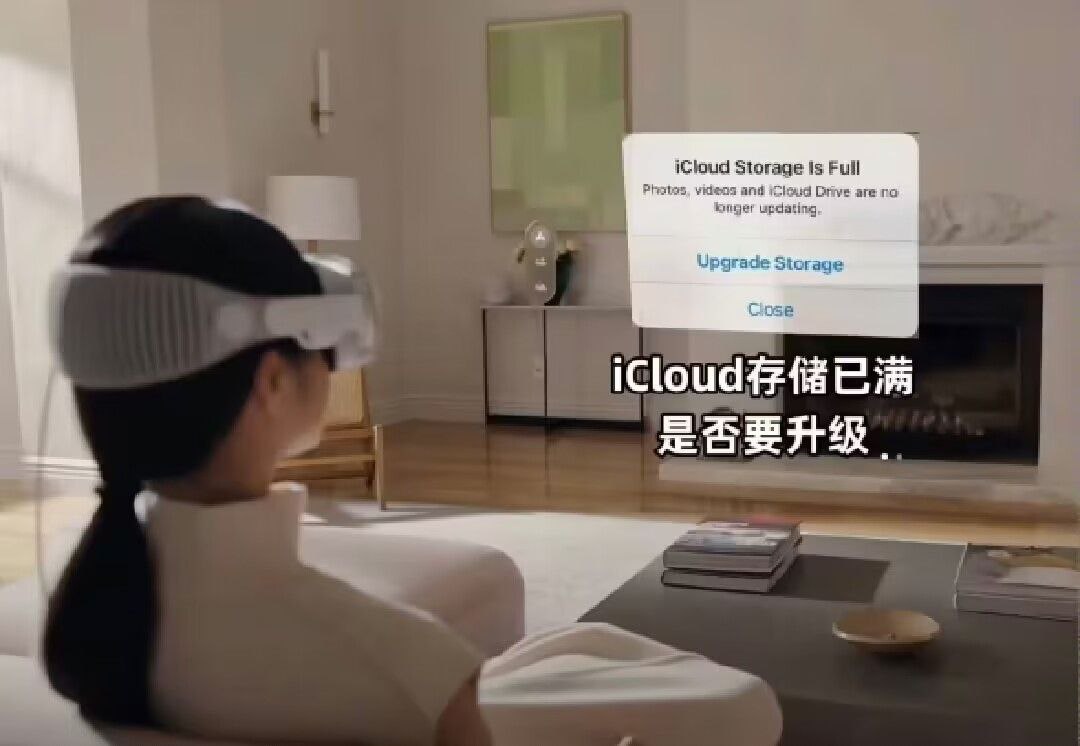 iCloud Storage Is Full
Photos, videos and iCloud Drive are no
longer updating.
Upgrade Storage
Close
iCloud存储已满
是否要升级